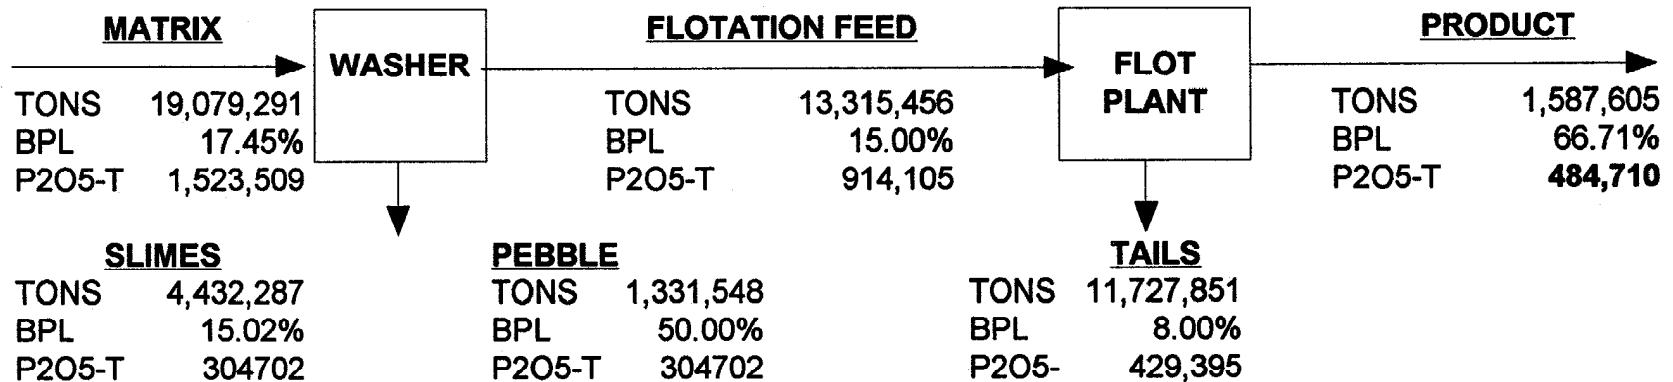 MATRIX
WASHER
FLOTATION FEED
FLOT
PLANT
PRODUCT
TONS 19,079,291
BPL 17.45%
P2O5-T 1,523,509
TONS 13,315,456
BPL 15.00%
P2O5-T 914,105
TONS 1,587,605
BPL 66.71%
P2O5-T 484,710
SLIMES
TONS 4,432,287
BPL 15.02%
P2O5-T 304702
PEBBLE
TONS 1,331,548
BPL 50.00%
P2O5-T 304702
TAILS
TONS 11,727,851
BPL 8.00%
P2O5- 429,395